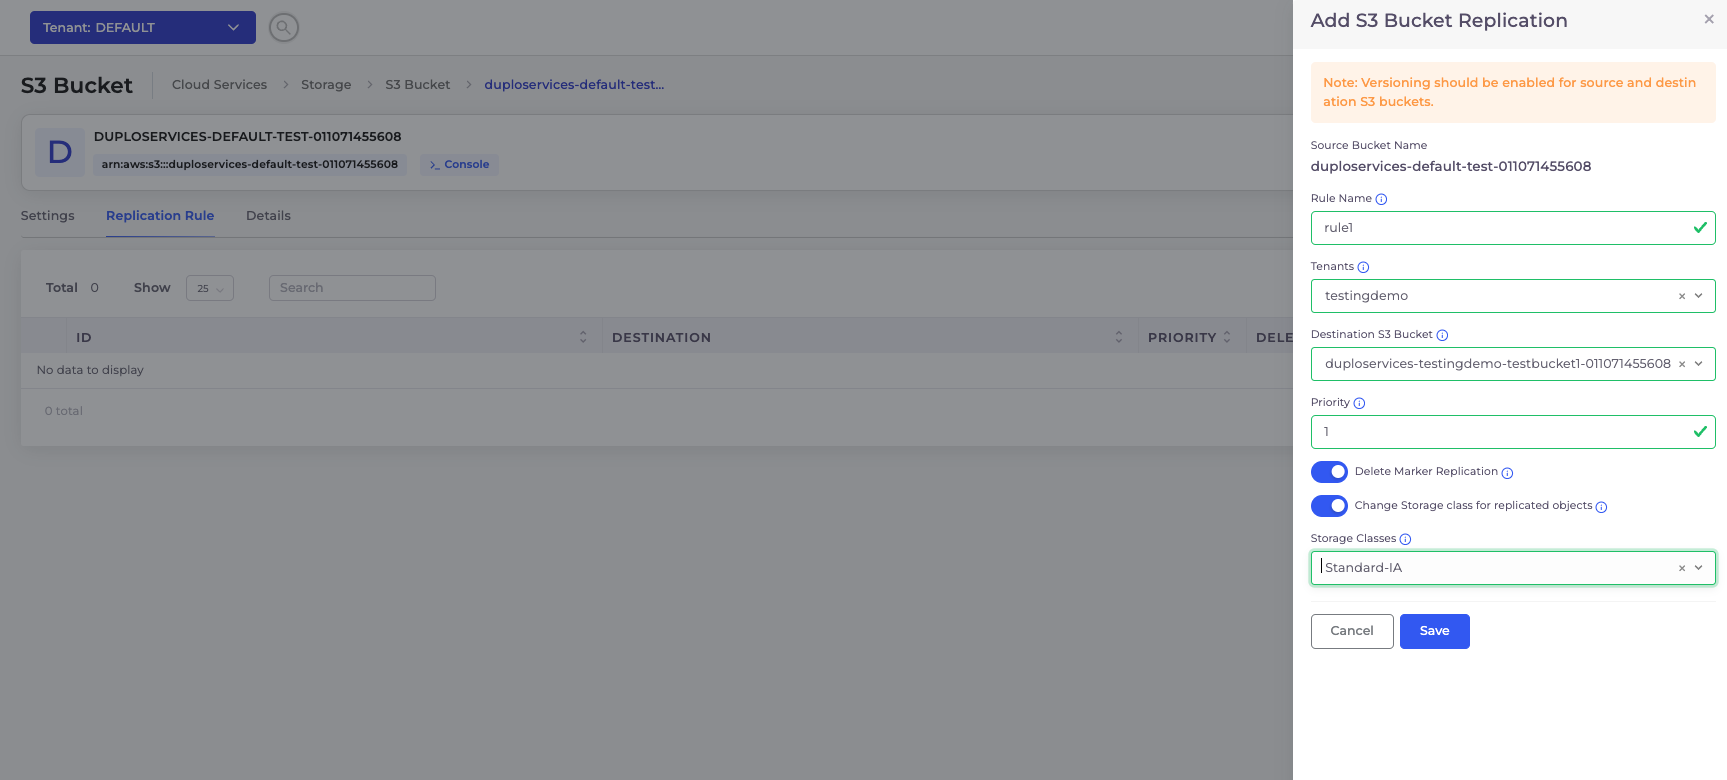 Tenant: DEFAULT
S3 Bucket
Cloud Services > Storage > S3 Bucket > duploservices-default-test...
D
DUPLOSERVICES-DEFAULT-TEST-011071455608
arn:aws:s3:::duploservices-default-test-011071455608
>_ Console
Settings
Replication Rule
Details
Total 0 Show 25 Search
ID DESTINATION PRIORITY DELE
No data to display
0 total
Add S3 Bucket Replication ×
Note: Versioning should be enabled for source and destin
ation S3 buckets.
Source Bucket Name
duploservices-default-test-011071455608
Rule Name
rule1
Tenants
testingdemo ×
Destination S3 Bucket
duploservices-testingdemo-testbucket1-011071455608 ×
Priority
1
Delete Marker Replication
Change Storage class for replicated objects
Storage Classes
Standard-IA ×
Cancel Save